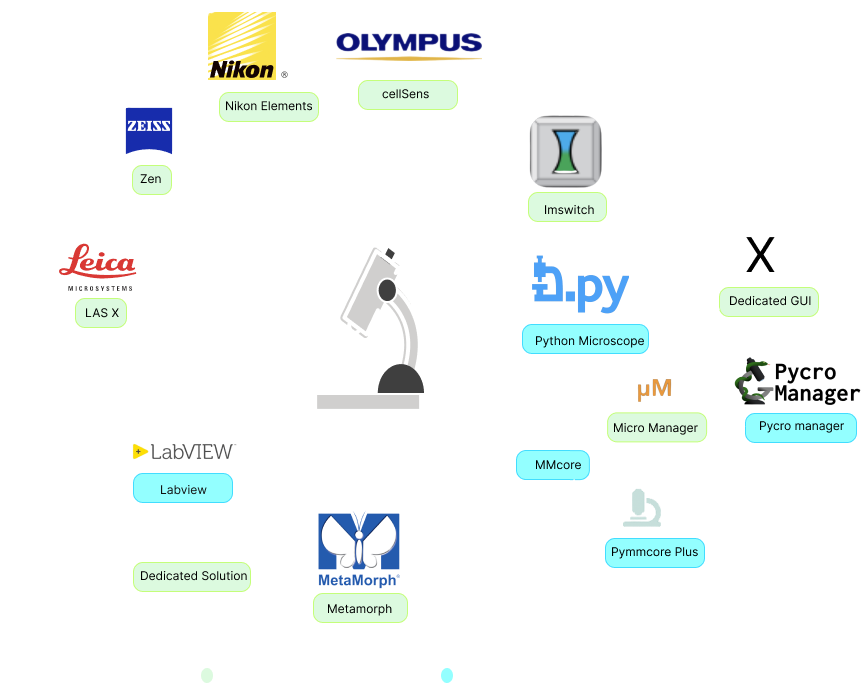 Nikon ®
OLYMPUS
Nikon Elements
cellSens
ZEISS
Zen
Imswitch
Leica
MICROSYSTEMS
LAS X
.py
X
Dedicated GUI
Python Microscope
µM
Pycro
Manager
Micro Manager
Pycro manager
LabVIEW
Labview
MMcore
MetaMorph®
Pymmcore Plus
Dedicated Solution
Metamorph